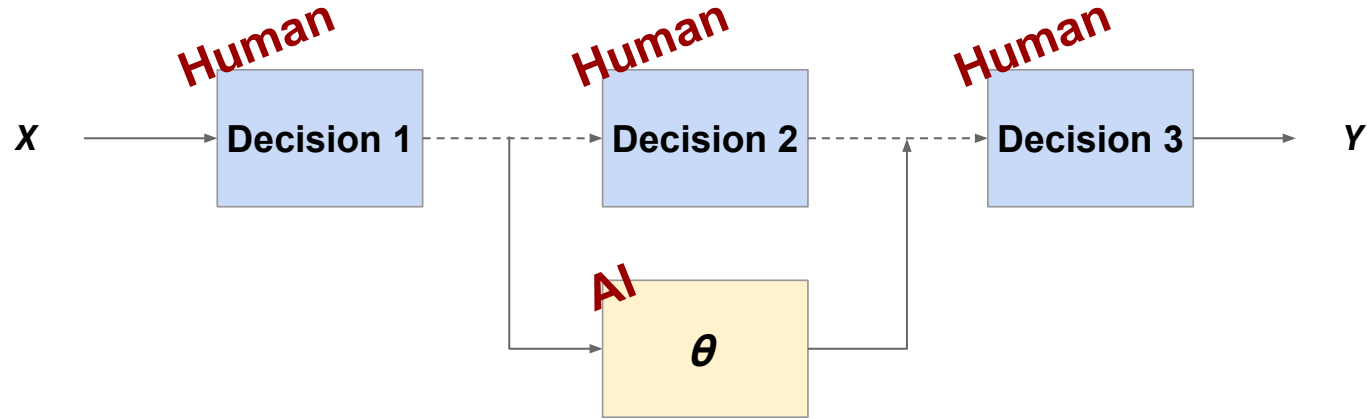 Human
Human
Human
X
Decision 1
Decision 2
Decision 3
Y
AI
θ